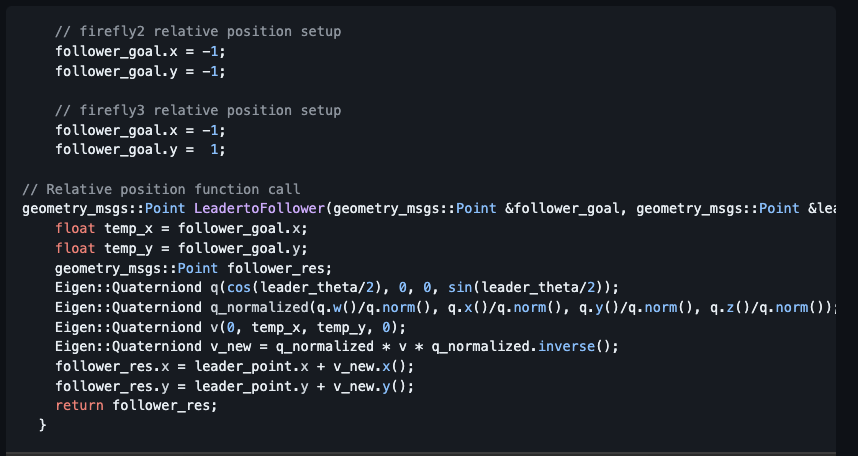 // firefly2 relative position setup
follower_goal.x = -1;
follower_goal.y = -1;
// firefly3 relative position setup
follower_goal.x = -1;
follower_goal.y =  1;
// Relative position function call
geometry_msgs::Point LeadertoFollower(geometry_msgs::Point &follower_goal, geometry_msgs::Point &lea
float temp_x = follower_goal.x;
float temp_y = follower_goal.y;
geometry_msgs::Point follower_res;
Eigen::Quaterniond q(cos(leader_theta/2), 0, 0, sin(leader_theta/2));
Eigen::Quaterniond q_normalized(q.w()/q.norm(), q.x()/q.norm(), q.y()/q.norm(), q.z()/q.norm());
Eigen::Quaterniond v(0, temp_x, temp_y, 0);
Eigen::Quaterniond v_new = q_normalized * v * q_normalized.inverse();
follower_res.x = leader_point.x + v_new.x();
follower_res.y = leader_point.y + v_new.y();
return follower_res;
}